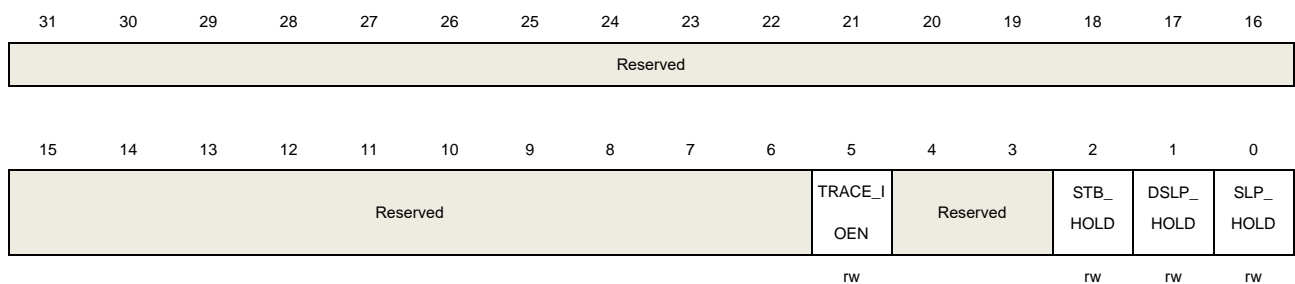 31 30 29 28 27 26 25 24 23 22 21 20 19 18 17 16
Reserved
15 14 13 12 11 10 9 8 7 6 5 4 3 2 1 0
Reserved TRACE_I OEN Reserved STB_ HOLD DSLP_ HOLD SLP_ HOLD
rw rw rw rw